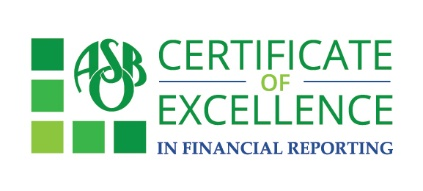 ASBO
CERTIFICATE
OF
EXCELLENCE
IN FINANCIAL REPORTING